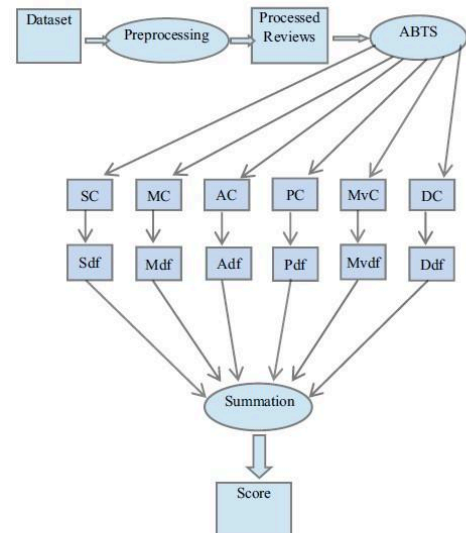 Dataset
Preprocessing
Processed
Reviews
ABTS
SC
MC
AC
PC
MvC
DC
Sdf
Mdf
Adf
Pdf
Mvdf
Ddf
Summation
Score